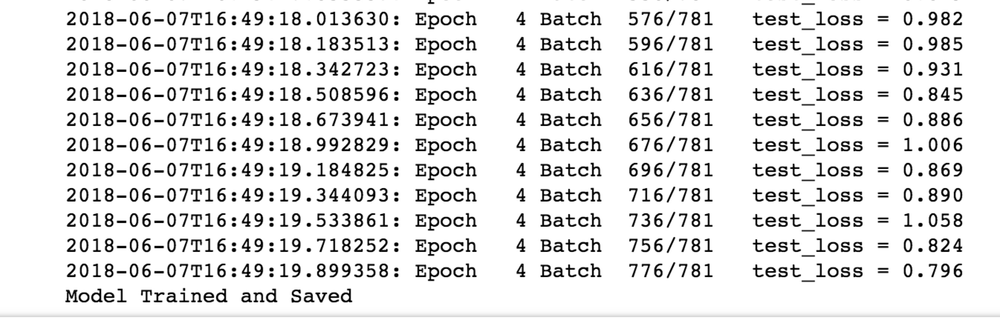 2018-06-07T16:49:18.013630: Epoch   4 Batch  576/781   test_loss = 0.982
2018-06-07T16:49:18.183513: Epoch   4 Batch  596/781   test_loss = 0.985
2018-06-07T16:49:18.342723: Epoch   4 Batch  616/781   test_loss = 0.931
2018-06-07T16:49:18.508596: Epoch   4 Batch  636/781   test_loss = 0.845
2018-06-07T16:49:18.673941: Epoch   4 Batch  656/781   test_loss = 0.886
2018-06-07T16:49:18.992829: Epoch   4 Batch  676/781   test_loss = 1.006
2018-06-07T16:49:19.184825: Epoch   4 Batch  696/781   test_loss = 0.869
2018-06-07T16:49:19.344093: Epoch   4 Batch  716/781   test_loss = 0.890
2018-06-07T16:49:19.533861: Epoch   4 Batch  736/781   test_loss = 1.058
2018-06-07T16:49:19.718252: Epoch   4 Batch  756/781   test_loss = 0.824
2018-06-07T16:49:19.899358: Epoch   4 Batch  776/781   test_loss = 0.796
Model Trained and Saved